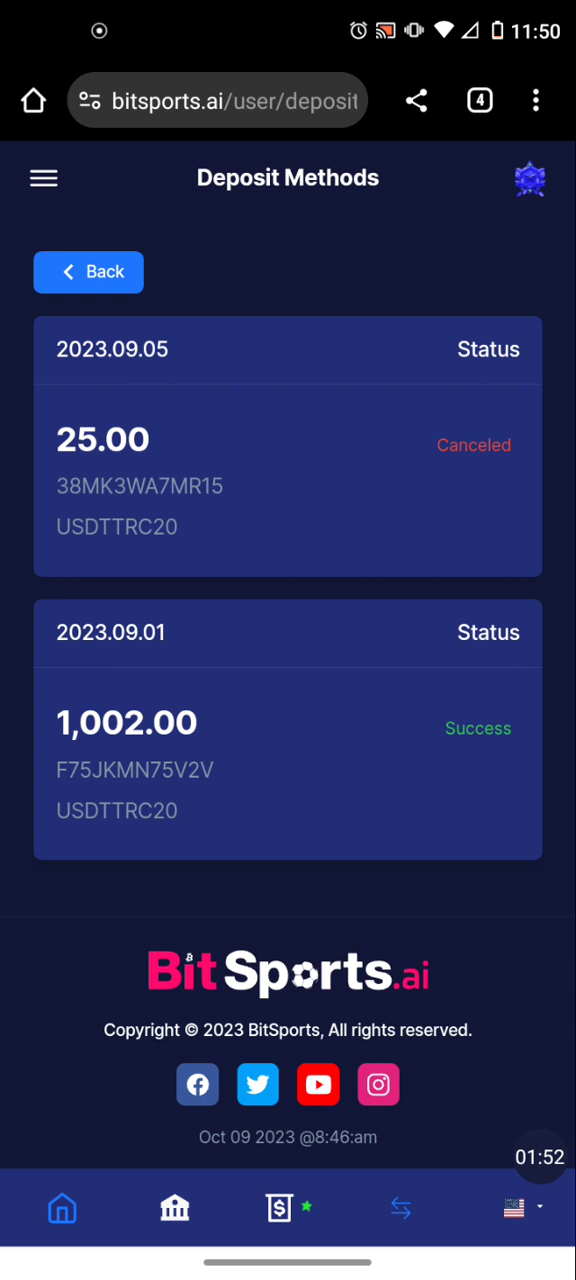 11:50
bitsports.ai/user/deposit
4
Deposit Methods
Back
2023.09.05 Status
25.00
Canceled
38MK3WA7MR15
USDTTRC20
2023.09.01 Status
1,002.00
Success
F75JKMN75V2V
USDTTRC20
BitSports.ai
Copyright © 2023 BitSports, All rights reserved.
Oct 09 2023 @8:46:am
01:52